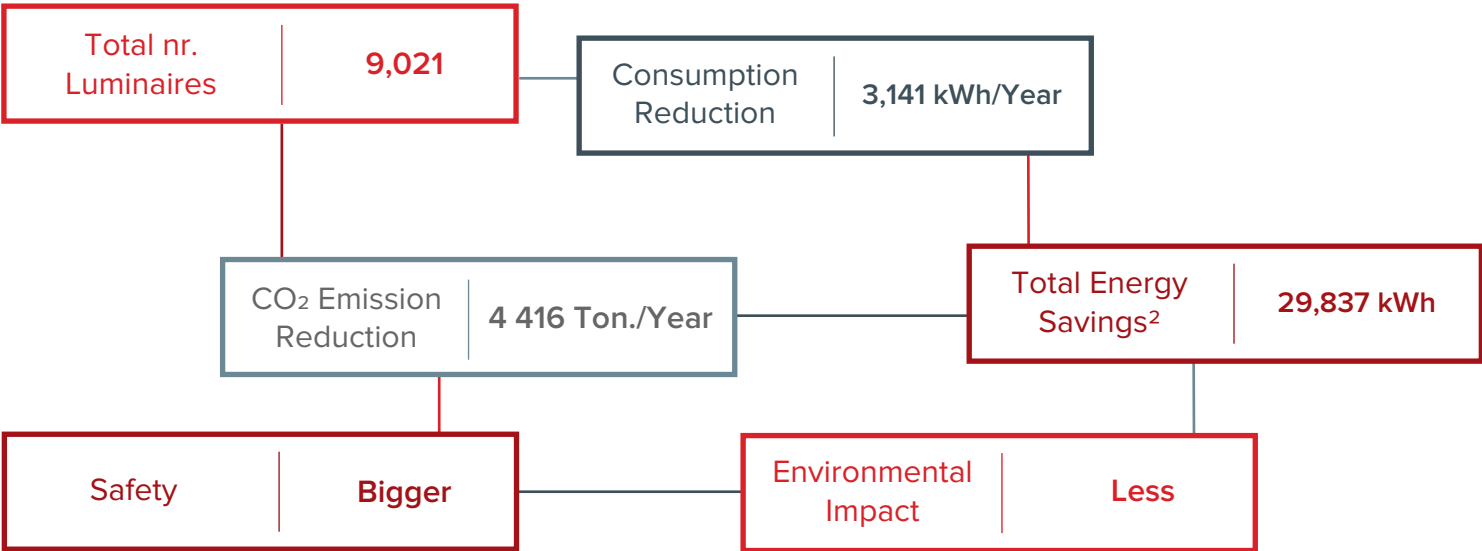 Total nr.
Luminaires
9,021
Consumption
Reduction
3,141 kWh/Year
CO₂ Emission
Reduction
4 416 Ton./Year
Total Energy
Savings²
29,837 kWh
Safety
Bigger
Environmental
Impact
Less